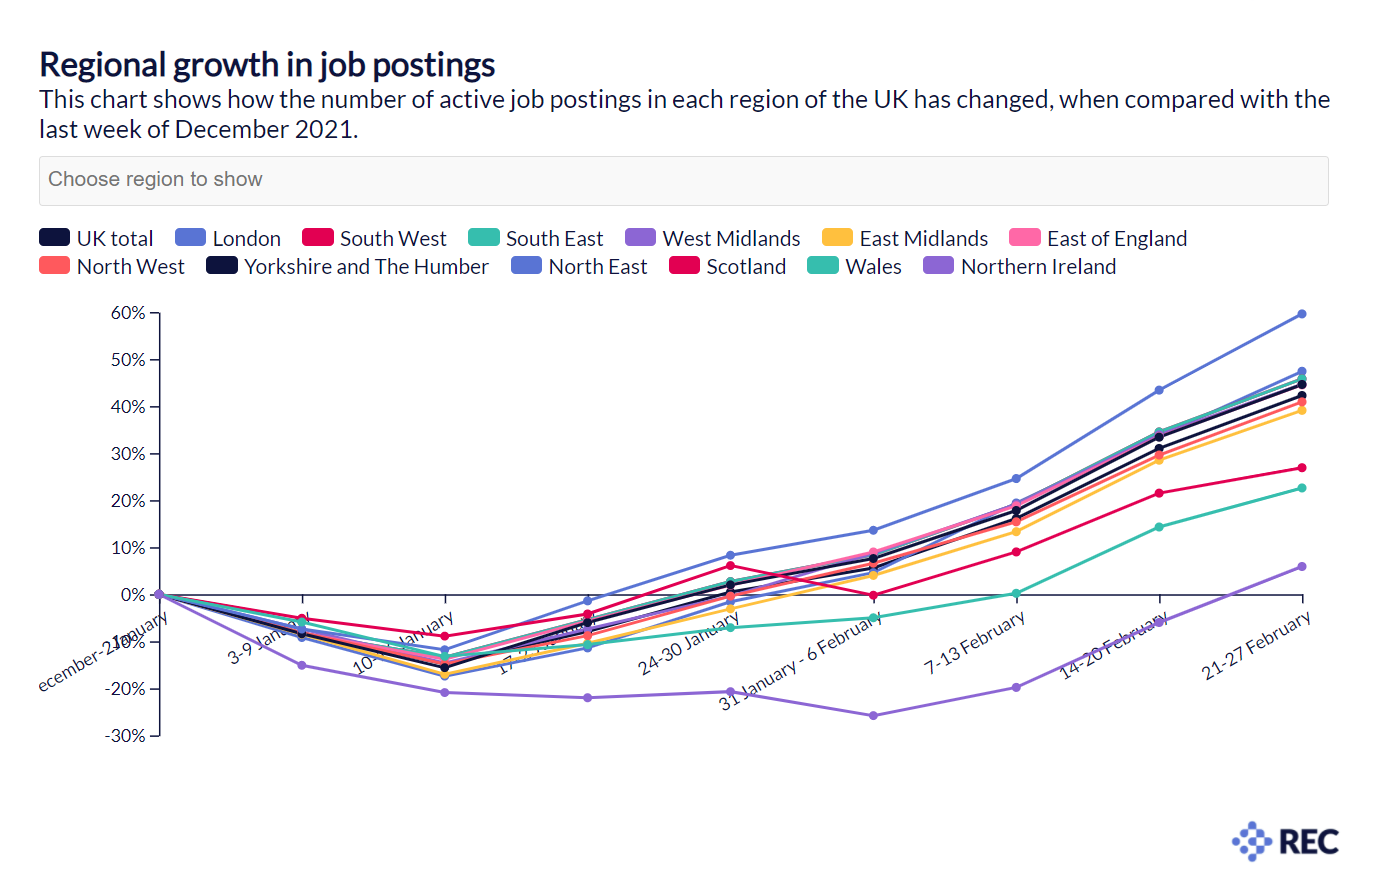 Regional growth in job postings
This chart shows how the number of active job postings in each region of the UK has changed, when compared with the
last week of December 2021.
Choose region to show
UK total London South West South East West Midlands East Midlands East of England
North West Yorkshire and The Humber North East Scotland Wales Northern Ireland
60%
50%
40%
30%
20%
10%
0%
-10%
-20%
-30%
3-9 January
24-30 January
31 January - 6 February
7-13 February
14-20 February
21-27 February
REC